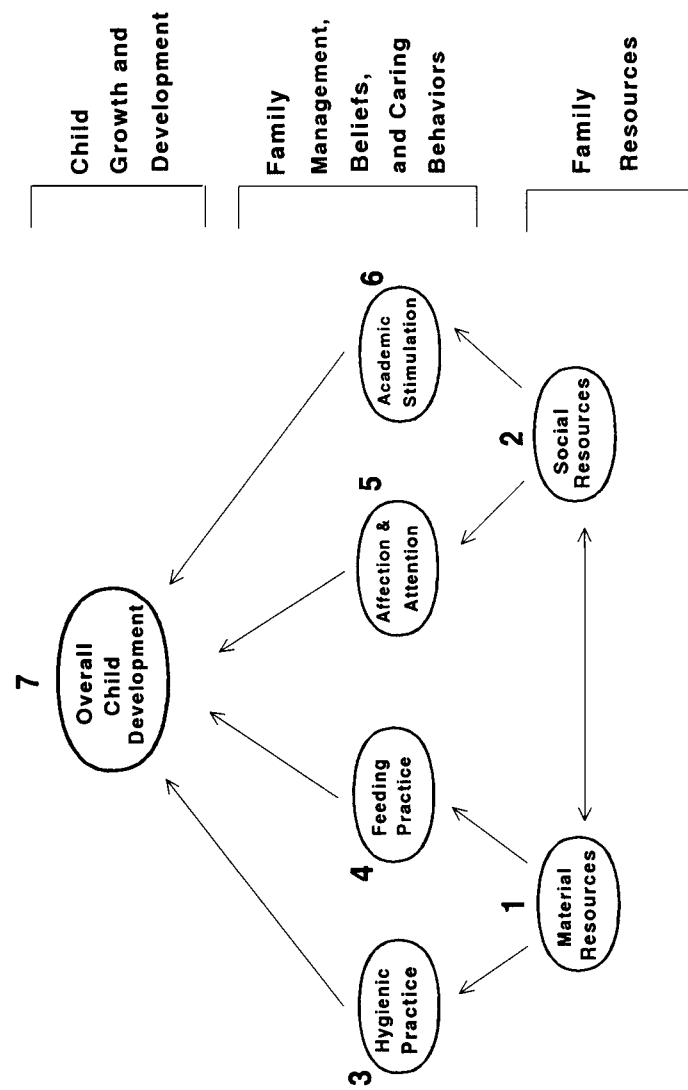 7
Overall
Child
Development
Child
Growth and
Development
3
Hygienic
Practice
4
Feeding
Practice
5
Affection &
Attention
6
Academic
Stimulation
Family
Management,
Beliefs,
and Caring
Behaviors
1
Material
Resources
2
Social
Resources
Family
Resources